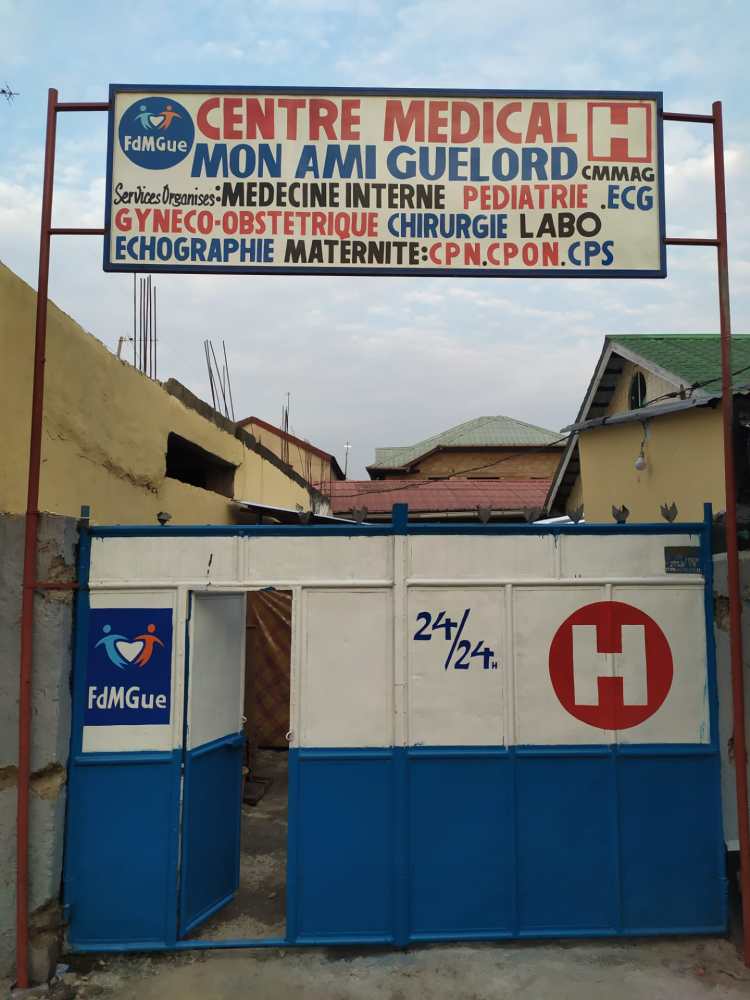 FdMGue
CENTRE MEDICAL H
MON AMI GUELORD CMMAG
Services Organises: MEDECINE INTERNE PEDIATRIE .ECG
GYNECO-OBSTETRIQUE CHIRURGIE LABO
ECHOGRAPHIE MATERNITE: CPN.CPON.CPS
24/24H
H
FdMGue